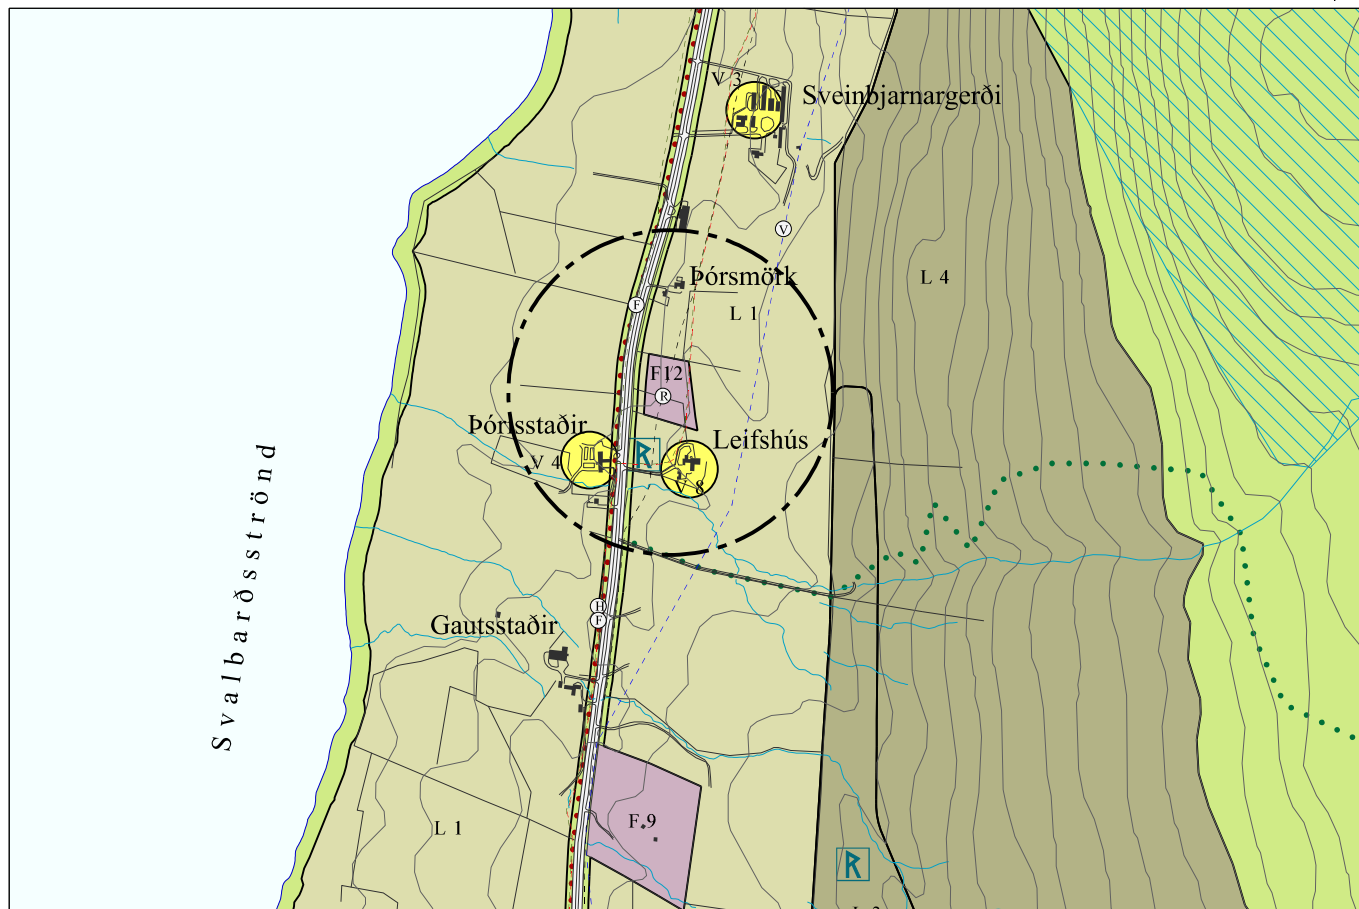 V 3
Sveinbjarnargerði
V
Þórsmörk
L 4
F
L 1
F12
R
Þórisstaðir
Leifshús
V 4
R
V 8
Svalbarðsströnd
H
F
Gautsstaðir
L 1
F 9
R